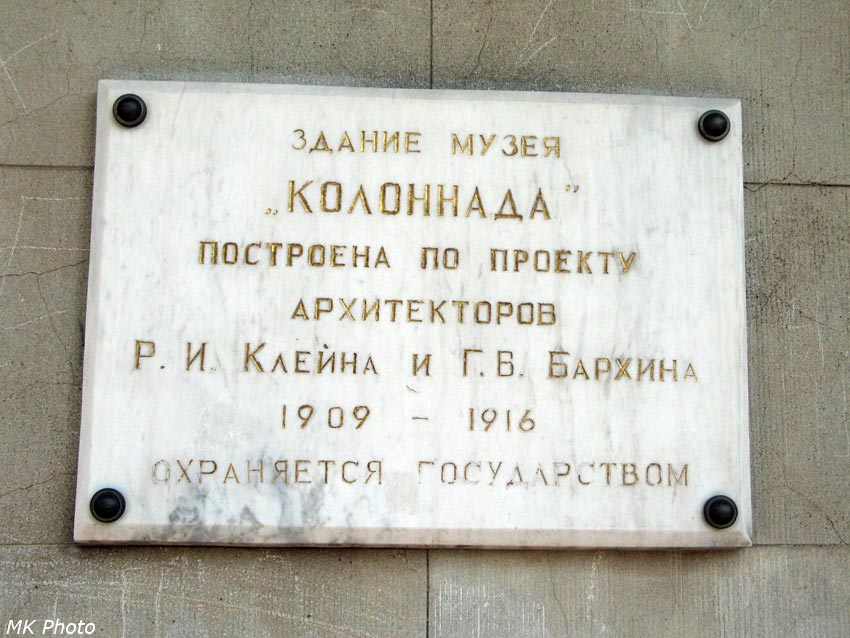 ЗДАНИЕ МУЗЕЯ
„КОЛОННАДА”
ПОСТРОЕНА ПО ПРОЕКТУ
АРХИТЕКТОРОВ
Р. И. КЛЕЙНА И Г. Б. БАРХИНА
1909 - 1916
ОХРАНЯЕТСЯ ГОСУДАРСТВОМ
MK Photo